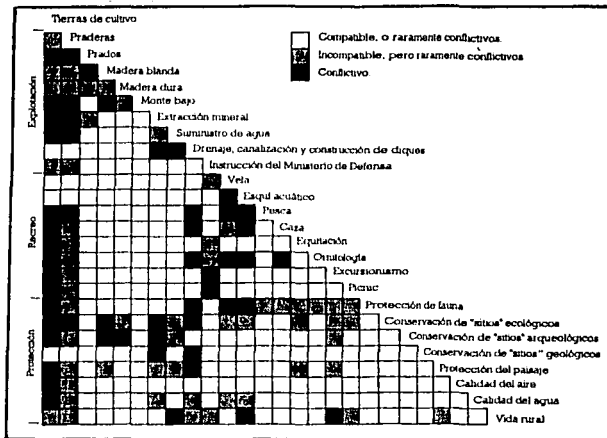 Tierras de cultivo
Praderas
Prados
Madera blanda
Madera dura
Monte bajo
Extracción mineral
Suministro de agua
Drenaje, canalización y construcción de diques
Instrucción del Ministerio de Defensa
Vela
Esquí acuático
Pesca
Caza
Equitación
Ornitología
Excursionismo
Picnic
Protección de fauna
Conservación de "sitios" ecológicos
Conservación de "sitios" arqueológicos
Conservación de "sitios" geológicos
Protección del paisaje
Calidad del aire
Calidad del agua
Vida rural
Compatible, o raramente conflictivos
Incompatible, pero raramente conflictivos
Conflictivo
Explotación
Recreo
Protección